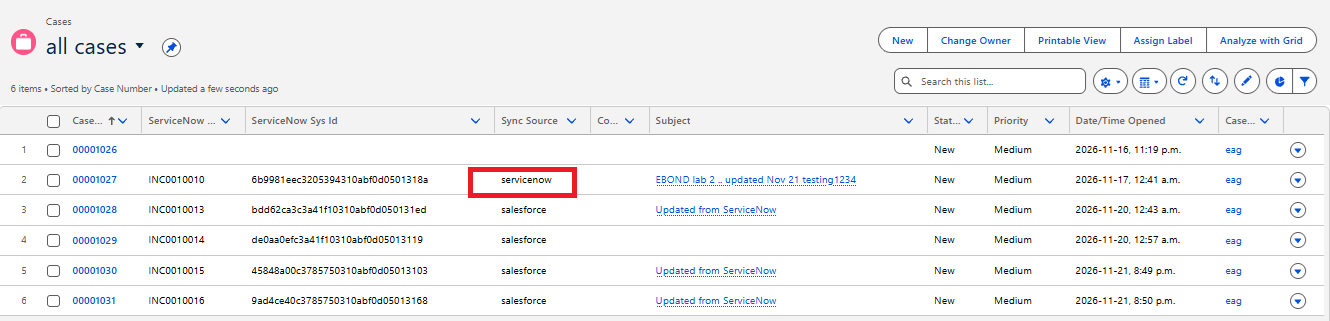 Cases
all cases
New Change Owner Printable View Assign Label Analyze with Grid
6 items • Sorted by Case Number • Updated a few seconds ago
Search this list...
Case... ServiceNow ... ServiceNow Sys Id Sync Source Co... Subject Stat... Priority Date/Time Opened Case...
1 00001026 New Medium 2026-11-16, 11:19 p.m. eag
2 00001027 INC0010010 6b9981eec3205394310abf0d0501318a servicenow EBOND lab 2 .. updated Nov 21 testing1234 New Medium 2026-11-17, 12:41 a.m. eag
3 00001028 INC0010013 bdd62ca3c3a41f10310abf0d050131ed salesforce Updated from ServiceNow New Medium 2026-11-20, 12:43 a.m. eag
4 00001029 INC0010014 de0aa0efc3a41f10310abf0d05013119 salesforce New Medium 2026-11-20, 12:57 a.m. eag
5 00001030 INC0010015 45848a00c3785750310abf0d05013103 salesforce Updated from ServiceNow New Medium 2026-11-21, 8:49 p.m. eag
6 00001031 INC0010016 9ad4ce40c3785750310abf0d05013168 salesforce Updated from ServiceNow New Medium 2026-11-21, 8:50 p.m. eag